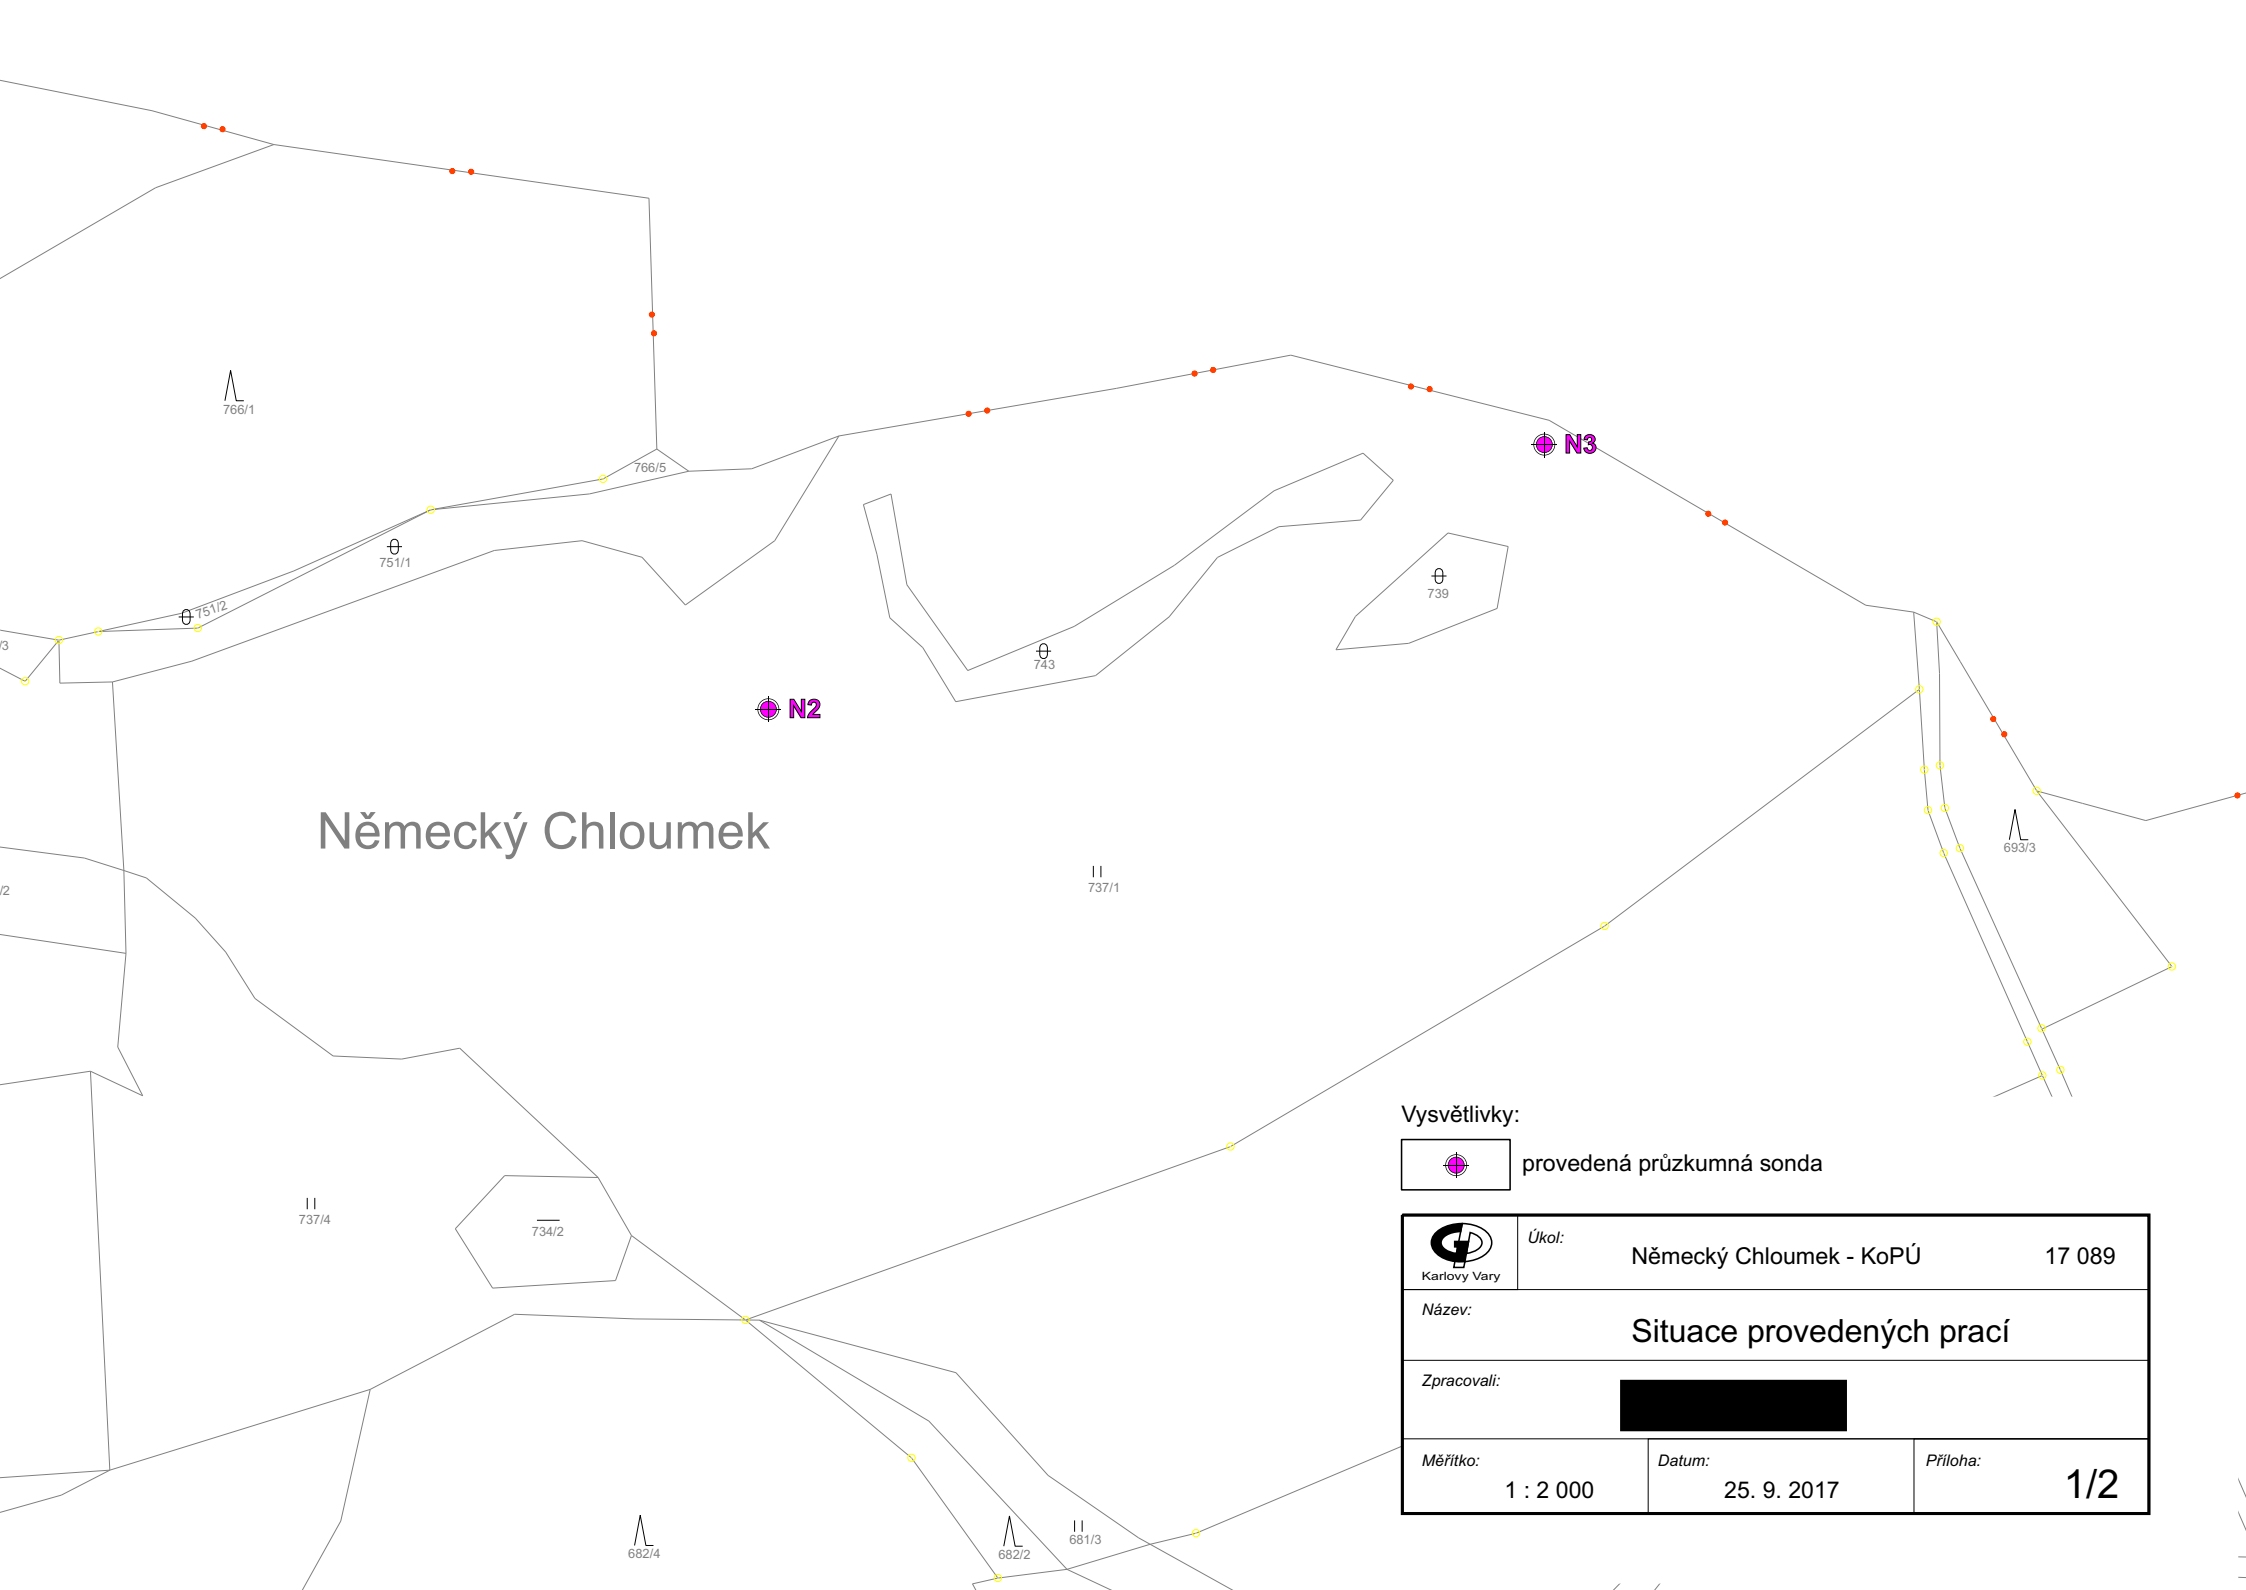 766/1
N3
766/5
751/1
739
751/2
/3
743
N2
Německý Chloumek
693/3
/2
737/1
Vysvětlivky:
provedená průzkumná sonda
737/4
734/2
Karlovy Vary
Úkol:
Německý Chloumek - KoPÚ 17 089
Název:
Situace provedených prací
Zpracovali:
Měřítko:
1 : 2 000
Datum:
25. 9. 2017
Příloha:
1/2
682/4
682/2
681/3